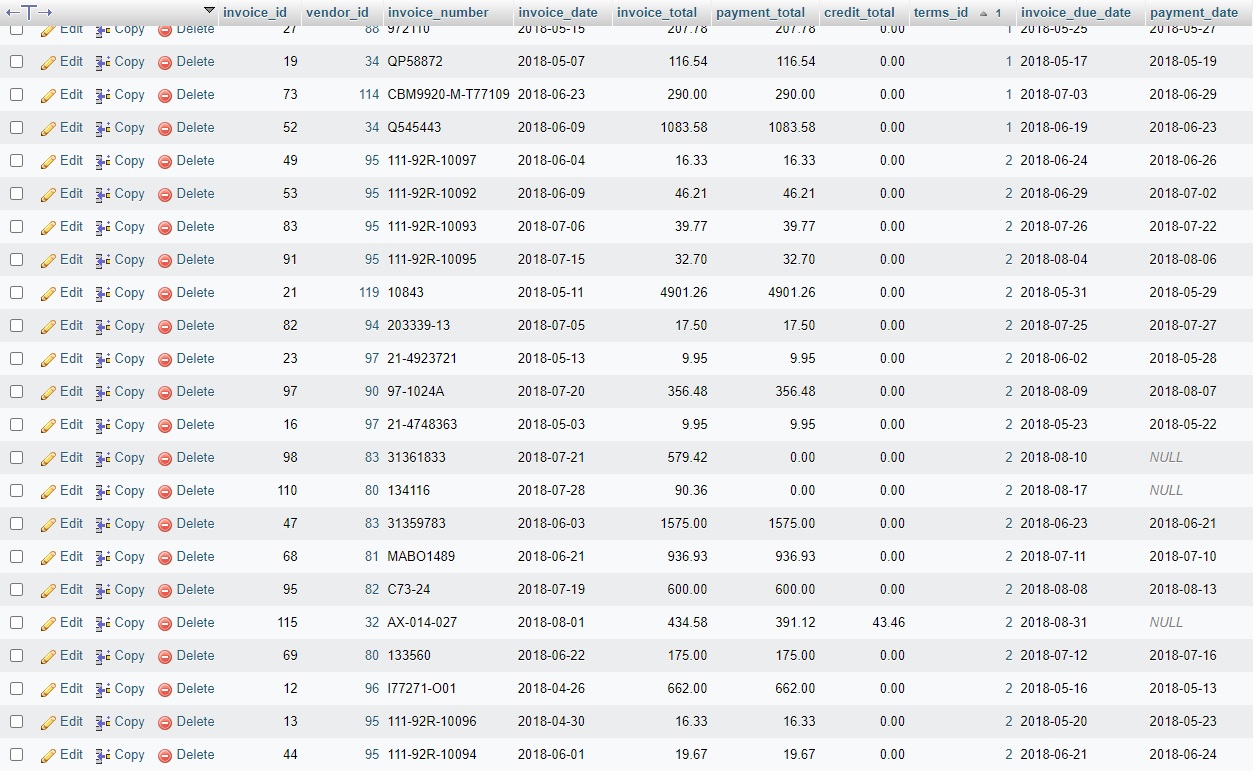 invoice_id vendor_id invoice_number invoice_date invoice_total payment_total credit_total terms_id 1 invoice_due_date payment_date
Edit Copy Delete 27 88 972110 2018-05-15 207.78 207.78 0.00 1 2018-05-25 2018-05-27
Edit Copy Delete 19 34 QP58872 2018-05-07 116.54 116.54 0.00 1 2018-05-17 2018-05-19
Edit Copy Delete 73 114 CBM9920-M-T77109 2018-06-23 290.00 290.00 0.00 1 2018-07-03 2018-06-29
Edit Copy Delete 52 34 Q545443 2018-06-09 1083.58 1083.58 0.00 1 2018-06-19 2018-06-23
Edit Copy Delete 49 95 111-92R-10097 2018-06-04 16.33 16.33 0.00 2 2018-06-24 2018-06-26
Edit Copy Delete 53 95 111-92R-10092 2018-06-09 46.21 46.21 0.00 2 2018-06-29 2018-07-02
Edit Copy Delete 83 95 111-92R-10093 2018-07-06 39.77 39.77 0.00 2 2018-07-26 2018-07-22
Edit Copy Delete 91 95 111-92R-10095 2018-07-15 32.70 32.70 0.00 2 2018-08-04 2018-08-06
Edit Copy Delete 21 119 10843 2018-05-11 4901.26 4901.26 0.00 2 2018-05-31 2018-05-29
Edit Copy Delete 82 94 203339-13 2018-07-05 17.50 17.50 0.00 2 2018-07-25 2018-07-27
Edit Copy Delete 23 97 21-4923721 2018-05-13 9.95 9.95 0.00 2 2018-06-02 2018-05-28
Edit Copy Delete 97 90 97-1024A 2018-07-20 356.48 356.48 0.00 2 2018-08-09 2018-08-07
Edit Copy Delete 16 97 21-4748363 2018-05-03 9.95 9.95 0.00 2 2018-05-23 2018-05-22
Edit Copy Delete 98 83 31361833 2018-07-21 579.42 0.00 0.00 2 2018-08-10 NULL
Edit Copy Delete 110 80 134116 2018-07-28 90.36 0.00 0.00 2 2018-08-17 NULL
Edit Copy Delete 47 83 31359783 2018-06-03 1575.00 1575.00 0.00 2 2018-06-23 2018-06-21
Edit Copy Delete 68 81 MABO1489 2018-06-21 936.93 936.93 0.00 2 2018-07-11 2018-07-10
Edit Copy Delete 95 82 C73-24 2018-07-19 600.00 600.00 0.00 2 2018-08-08 2018-08-13
Edit Copy Delete 115 32 AX-014-027 2018-08-01 434.58 391.12 43.46 2 2018-08-31 NULL
Edit Copy Delete 69 80 133560 2018-06-22 175.00 175.00 0.00 2 2018-07-12 2018-07-16
Edit Copy Delete 12 96 I77271-O01 2018-04-26 662.00 662.00 0.00 2 2018-05-16 2018-05-13
Edit Copy Delete 13 95 111-92R-10096 2018-04-30 16.33 16.33 0.00 2 2018-05-20 2018-05-23
Edit Copy Delete 44 95 111-92R-10094 2018-06-01 19.67 19.67 0.00 2 2018-06-21 2018-06-24